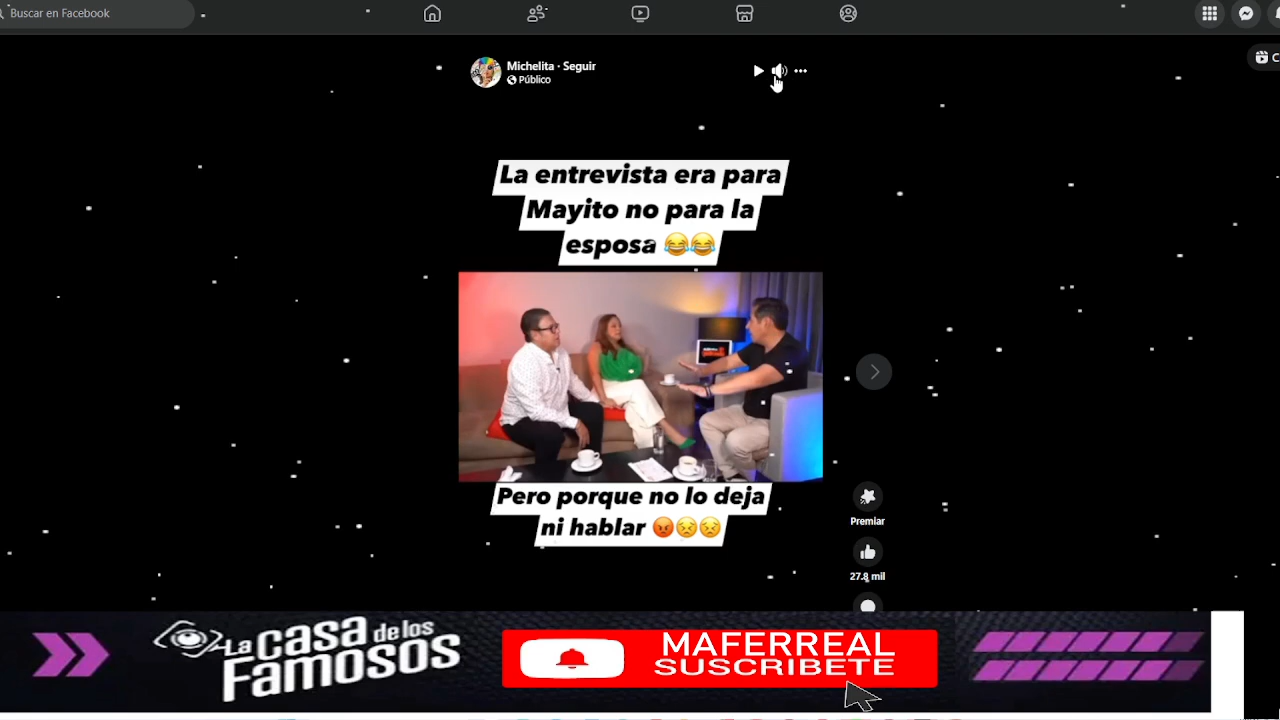 Buscar en Facebook
Michelita · Seguir
Público
La entrevista era para
Mayito no para la
esposa 😂😂
Pero porque no lo deja
ni hablar 😡😣😣
Premiar
27.8 mil
LA CASA de los
FAMOSOS
MAFERREAL
SUSCRIBETE